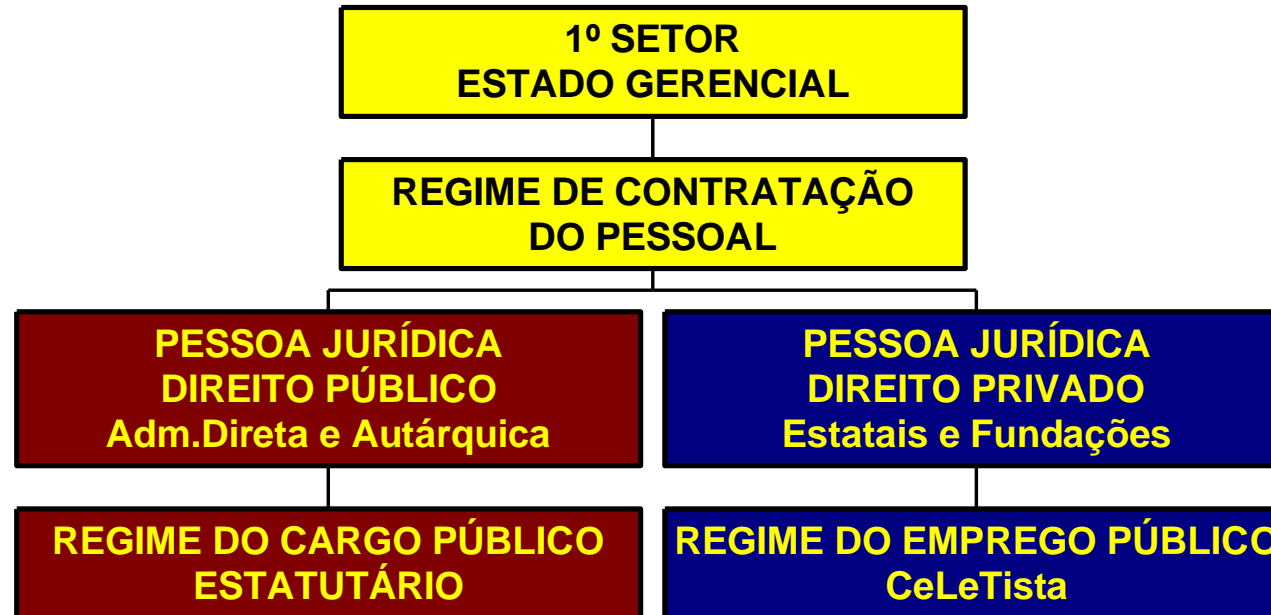 1º SETOR
ESTADO GERENCIAL
REGIME DE CONTRATAÇÃO
DO PESSOAL
PESSOA JURÍDICA
DIREITO PÚBLICO
Adm.Direta e Autárquica
PESSOA JURÍDICA
DIREITO PRIVADO
Estatais e Fundações
REGIME DO CARGO PÚBLICO
ESTATUTÁRIO
REGIME DO EMPREGO PÚBLICO
CeLeTista